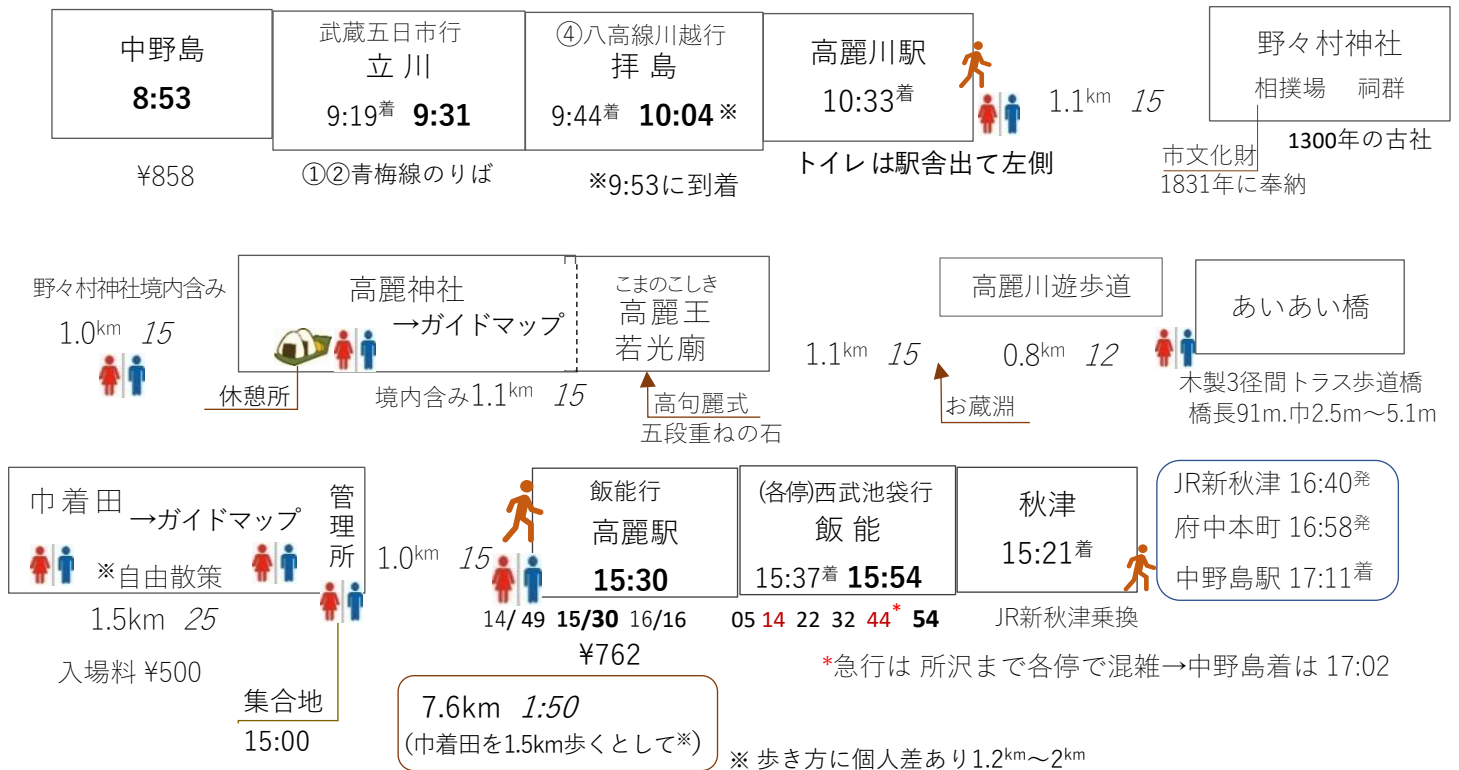 中野島
8:53
¥858
武蔵五日市行
立 川
9:19着 9:31
①②青梅線のりば
④八高線川越行
拝 島
9:44着 10:04 ※
※9:53に到着
高麗川駅
10:33着
トイレは駅舎出て左側
1.1km 15
野々村神社
相撲場 祠群
1300年の古社
市文化財
1831年に奉納
野々村神社境内含み
1.0km 15
高麗神社
→ガイドマップ
休憩所
境内含み1.1km 15
こまのこしき
高麗王
若光廟
高句麗式
五段重ねの石
1.1km 15
お蔵淵
高麗川遊歩道
0.8km 12
あいあい橋
木製3径間トラス歩道橋
橋長91m.巾2.5m～5.1m
巾着田 →ガイドマップ
※自由散策
管理所
1.5km 25
入場料 ¥500
集合地
15:00
1.0km 15
飯能行
高麗駅
15:30
14/ 49 15/30 16/16
¥762
(各停)西武池袋行
飯 能
15:37着 15:54
05 14 22 32 44* 54
秋津
15:21着
JR新秋津乗換
JR新秋津 16:40発
府中本町 16:58発
中野島駅 17:11着
*急行は 所沢まで各停で混雑→中野島着は 17:02
7.6km 1:50
(巾着田を1.5km歩くとして※)
※ 歩き方に個人差あり1.2km～2km